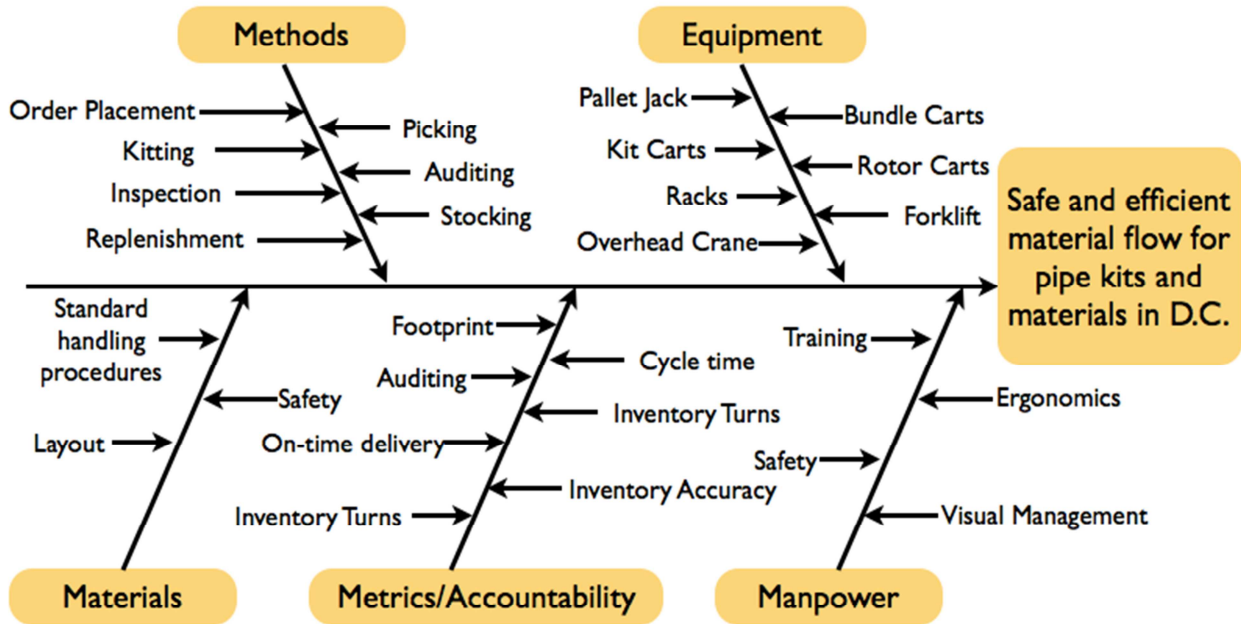 Methods
Equipment
Order Placement
Picking
Kitting
Auditing
Inspection
Stocking
Replenishment
Pallet Jack
Bundle Carts
Kit Carts
Rotor Carts
Racks
Forklift
Overhead Crane
Safe and efficient
material flow for
pipe kits and
materials in D.C.
Standard
handling
procedures
Safety
Layout
Footprint
Cycle time
Auditing
Inventory Turns
On-time delivery
Inventory Accuracy
Inventory Turns
Training
Ergonomics
Safety
Visual Management
Materials
Metrics/Accountability
Manpower